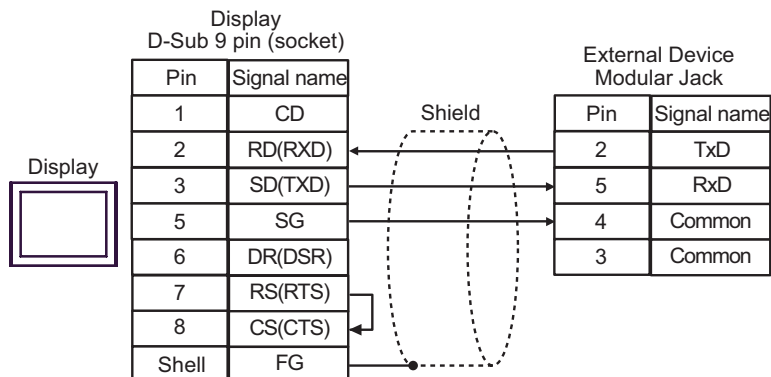 Display
D-Sub 9 pin (socket)
External Device
Modular Jack
Pin Signal name
1 CD
2 RD(RXD)
3 SD(TXD)
5 SG
6 DR(DSR)
7 RS(RTS)
8 CS(CTS)
Shell FG
Display
Shield
Pin Signal name
2 TxD
5 RxD
4 Common
3 Common